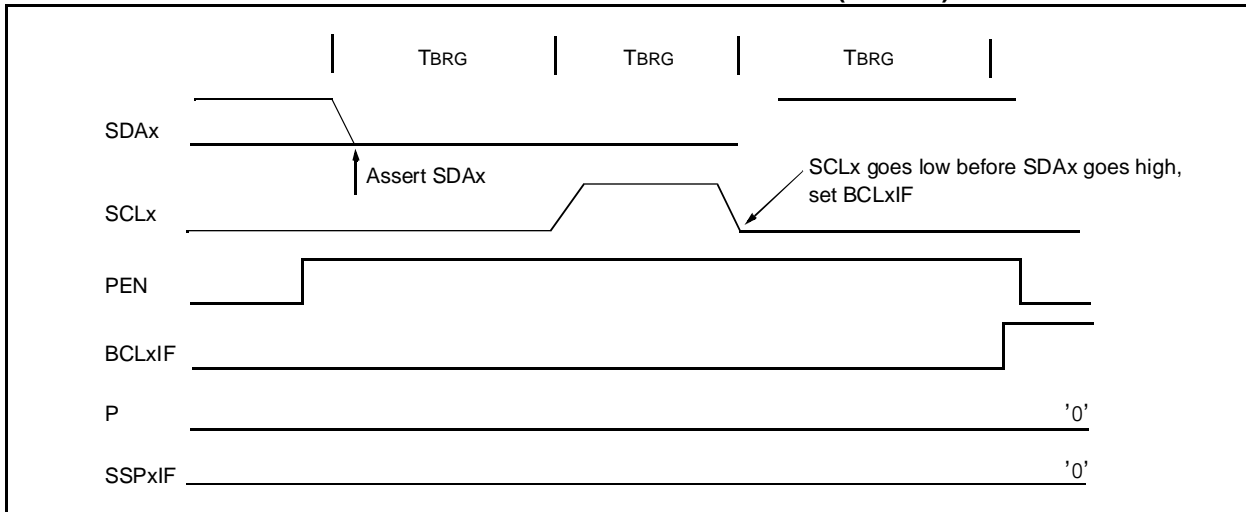 TBRG TBRG TBRG
SDAx
Assert SDAx
SCLx goes low before SDAx goes high,
set BCLxIF
SCLx
PEN
BCLxIF
P '0'
SSPxIF '0'